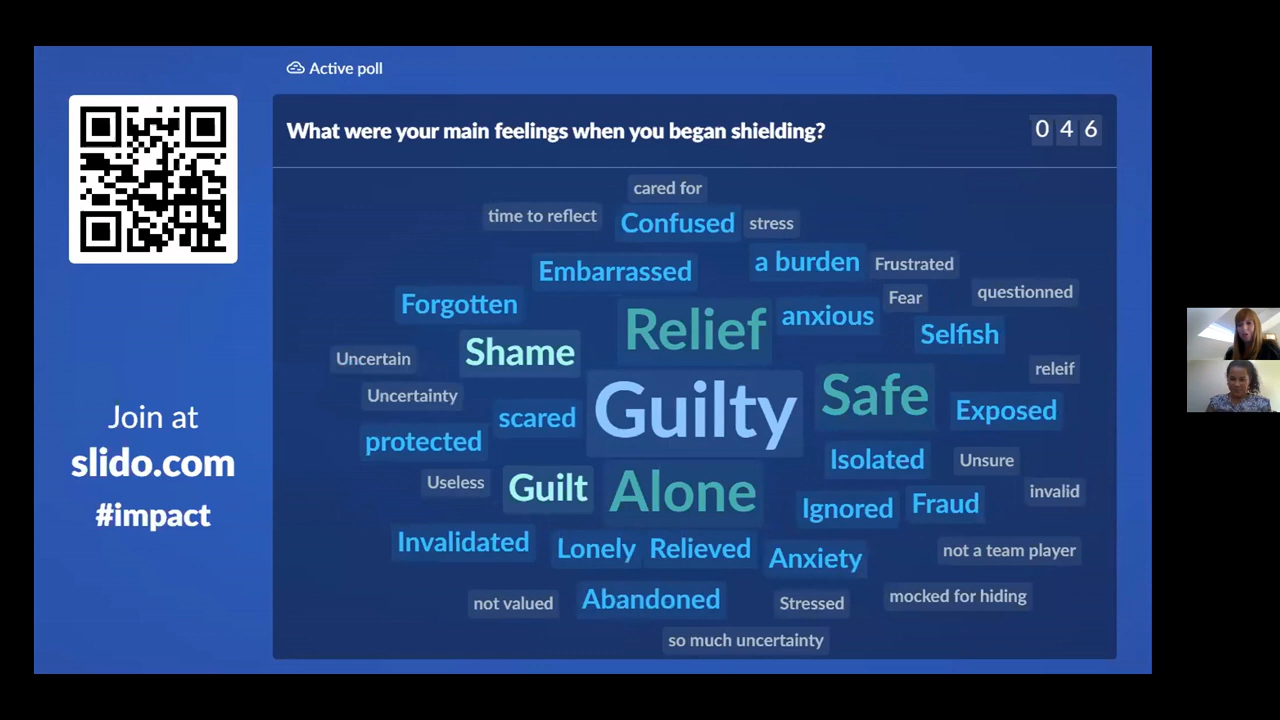 Active poll
What were your main feelings when you began shielding?
0 4 6
cared for
time to reflect
Confused
stress
Embarrassed
a burden
Frustrated
Forgotten
Relief
anxious
Fear
questionned
Selfish
Uncertain
Shame
releif
Uncertainty
scared
Guilty
Safe
Exposed
protected
Isolated
Unsure
Useless
Guilt
Alone
Ignored
Fraud
invalid
Invalidated
Lonely
Relieved
Anxiety
not a team player
not valued
Abandoned
Stressed
mocked for hiding
so much uncertainty
Join at
slido.com
#impact